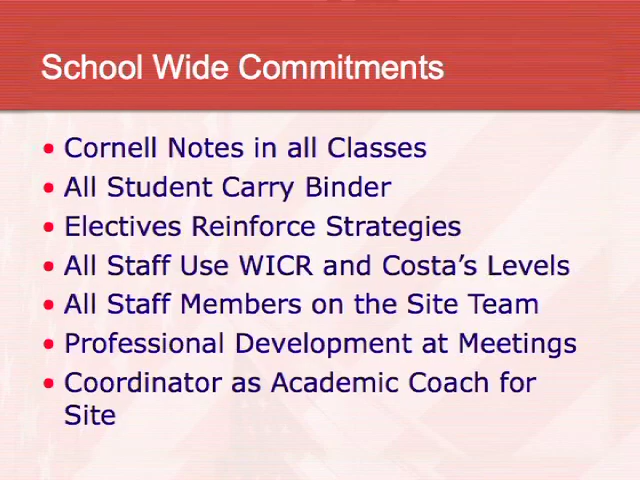 School Wide Commitments
• Cornell Notes in all Classes
• All Student Carry Binder
• Electives Reinforce Strategies
• All Staff Use WICR and Costa’s Levels
• All Staff Members on the Site Team
• Professional Development at Meetings
• Coordinator as Academic Coach for
Site